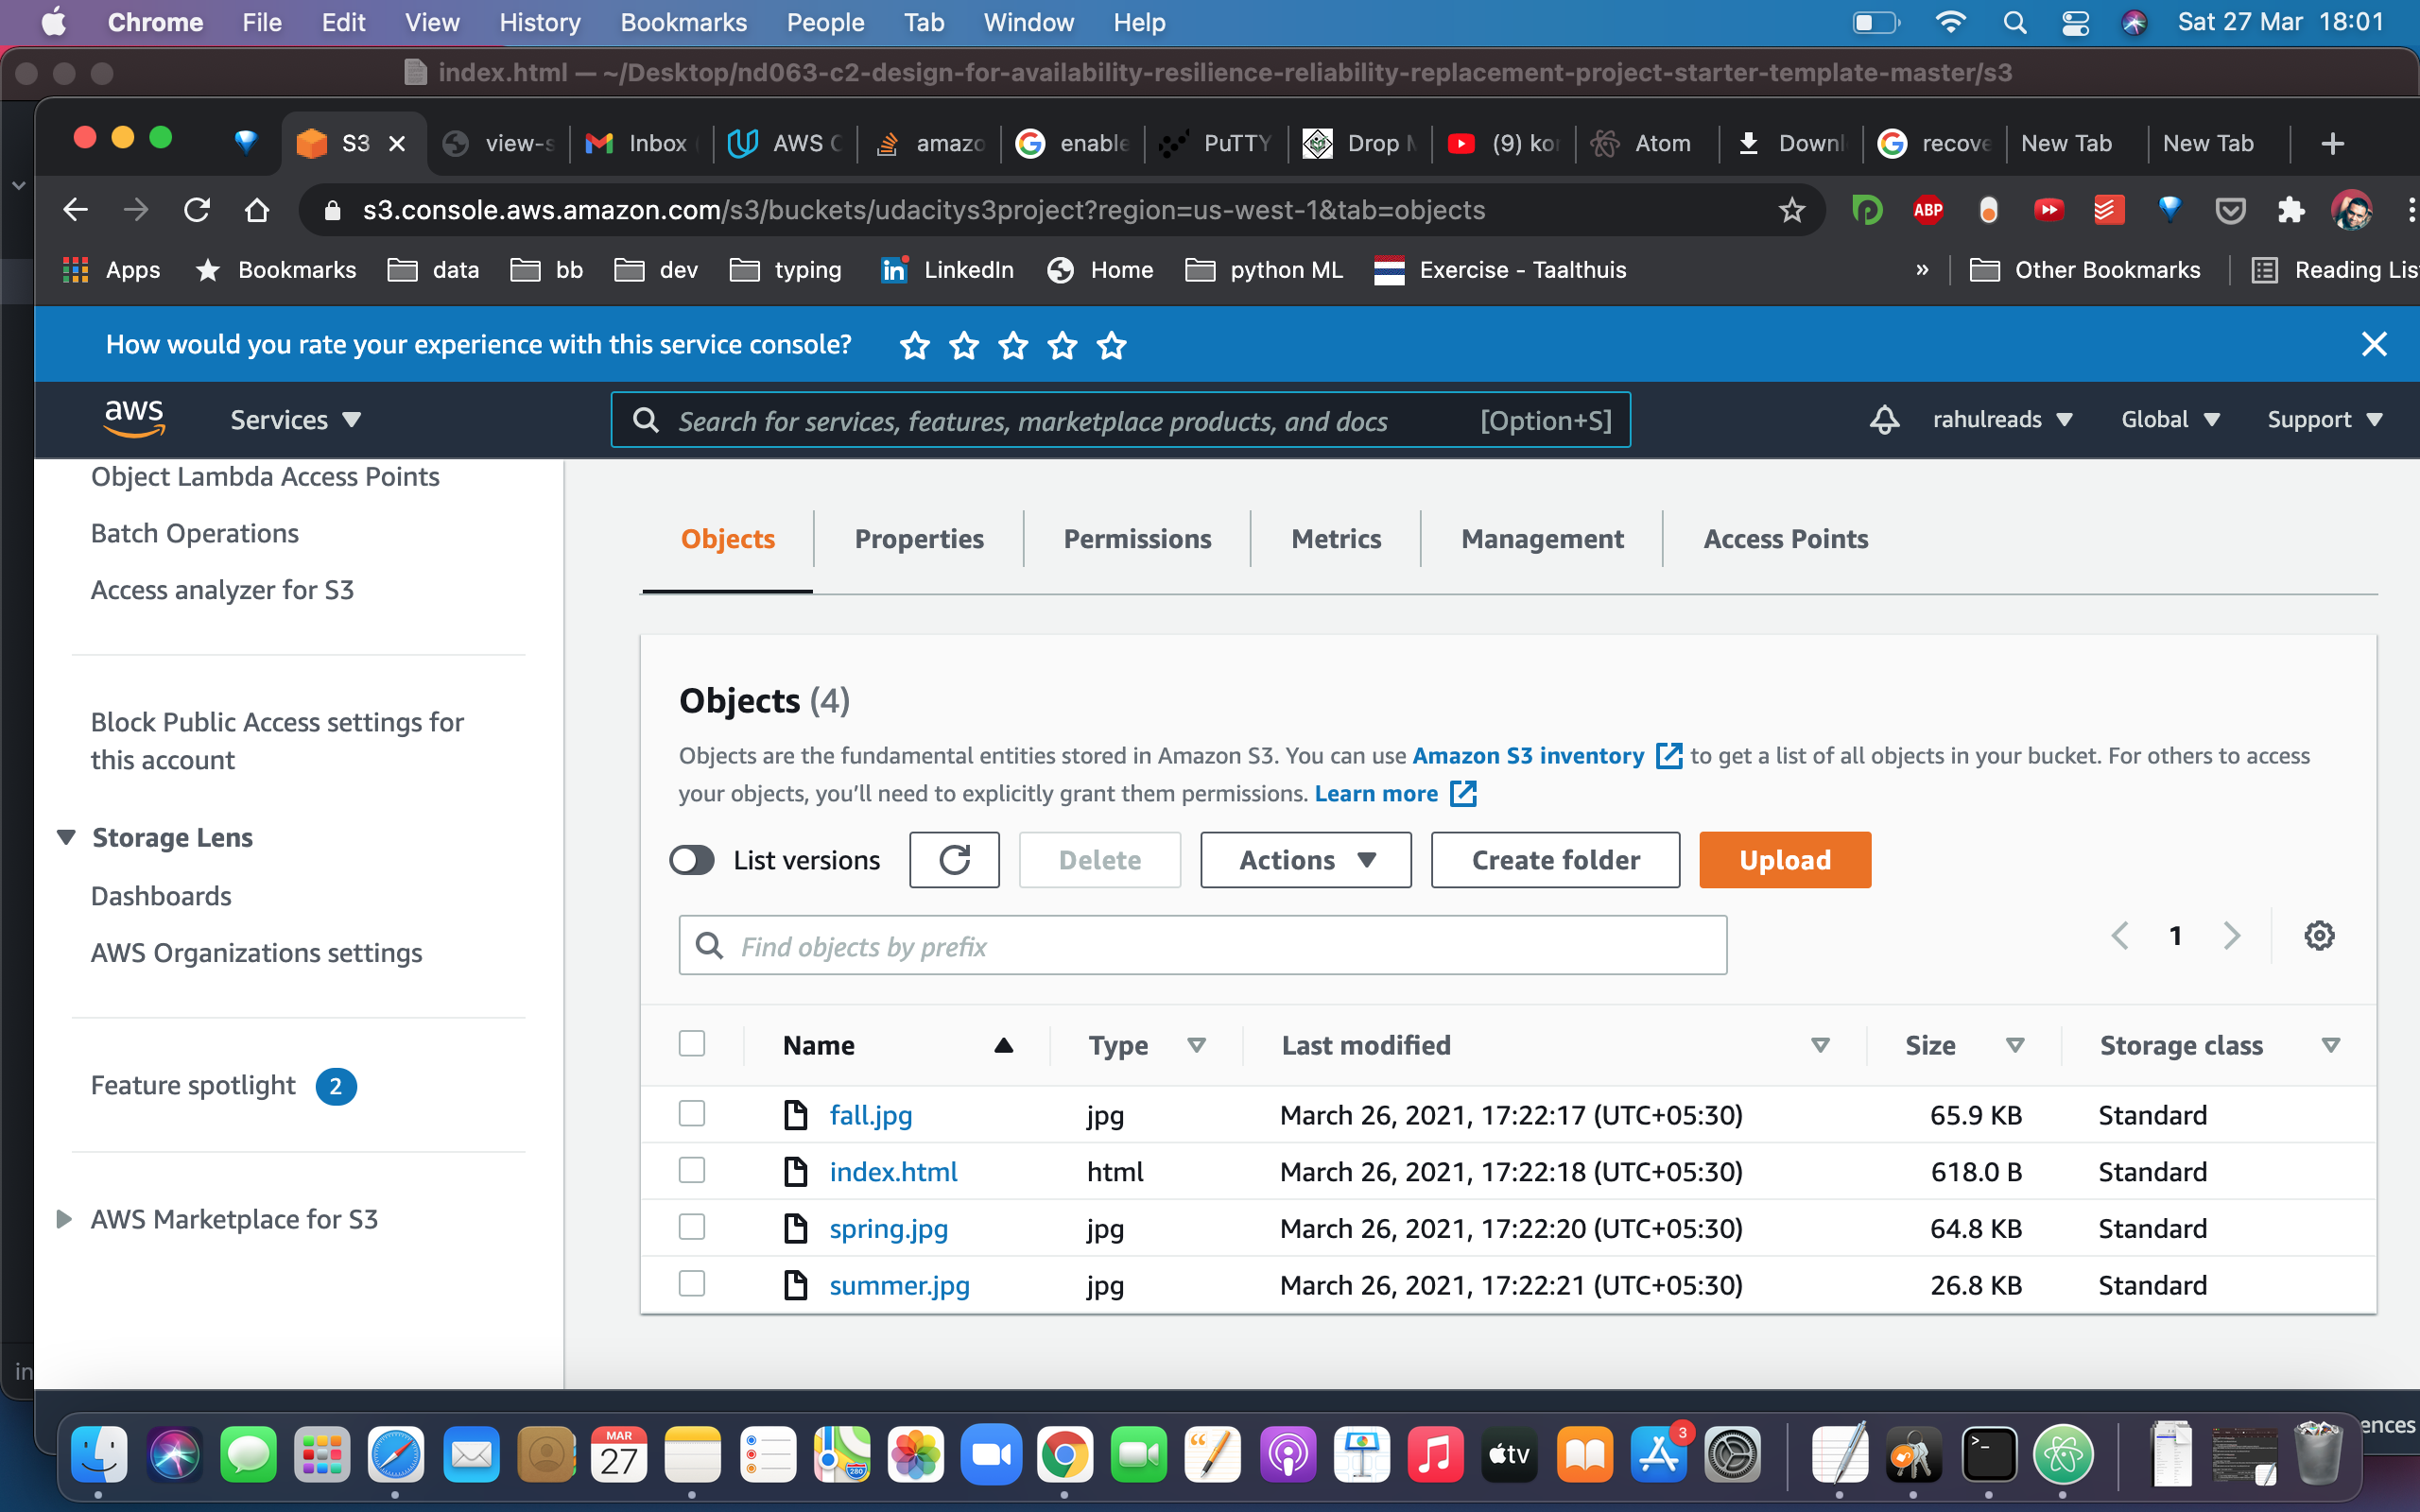 Chrome File Edit View History Bookmarks People Tab Window Help Sat 27 Mar 18:01
index.html — ~/Desktop/nd063-c2-design-for-availability-resilience-reliability-replacement-project-starter-template-master/s3
S3 view-s Inbox AWS C amazo enable PuTTY Drop M (9) kor Atom Downl recove New Tab New Tab
s3.console.aws.amazon.com/s3/buckets/udacitys3project?region=us-west-1&tab=objects
ABP
Apps Bookmarks data bb dev typing LinkedIn Home python ML Exercise - Taalthuis » Other Bookmarks Reading Lis
How would you rate your experience with this service console?
aws Services Search for services, features, marketplace products, and docs [Option+S] rahulreads Global Support
Object Lambda Access Points
Batch Operations
Access analyzer for S3
Block Public Access settings for
this account
Storage Lens
Dashboards
AWS Organizations settings
Feature spotlight 2
AWS Marketplace for S3
Objects Properties Permissions Metrics Management Access Points
Objects (4)
Objects are the fundamental entities stored in Amazon S3. You can use Amazon S3 inventory to get a list of all objects in your bucket. For others to access
your objects, you’ll need to explicitly grant them permissions. Learn more
List versions Delete Actions Create folder Upload
Find objects by prefix 1
Name Type Last modified Size Storage class
fall.jpg jpg March 26, 2021, 17:22:17 (UTC+05:30) 65.9 KB Standard
index.html html March 26, 2021, 17:22:18 (UTC+05:30) 618.0 B Standard
spring.jpg jpg March 26, 2021, 17:22:20 (UTC+05:30) 64.8 KB Standard
summer.jpg jpg March 26, 2021, 17:22:21 (UTC+05:30) 26.8 KB Standard
in
ences
MAR
27
280
tv
3